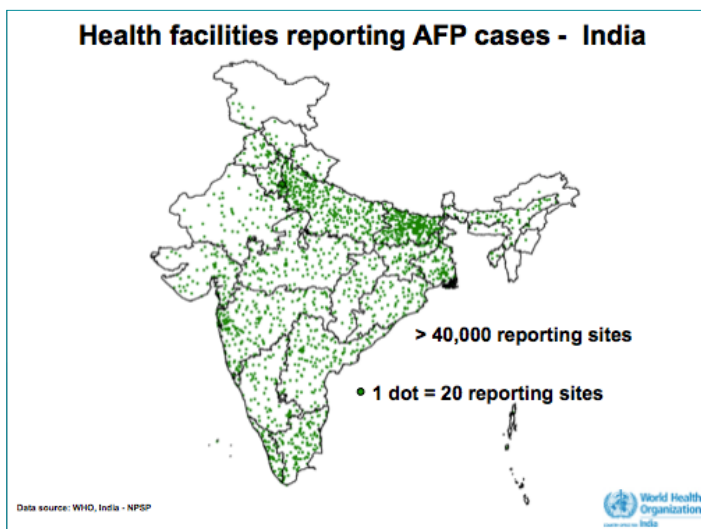 Health facilities reporting AFP cases -  India
> 40,000 reporting sites
1 dot = 20 reporting sites
Data source: WHO, India - NPSP
World Health
Organization
India